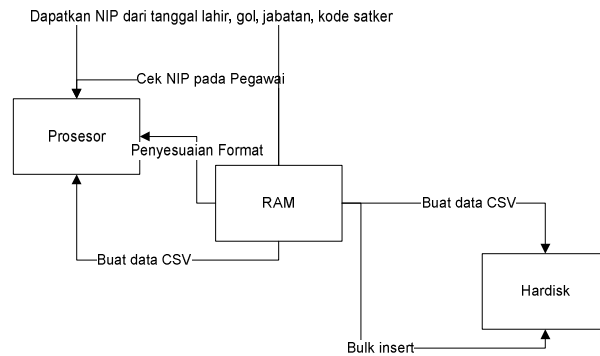 Dapatkan NIP dari tanggal lahir, gol, jabatan, kode satker
Cek NIP pada Pegawai
Prosesor
Penyesuaian Format
RAM
Buat data CSV
Buat data CSV
Hardisk
Bulk insert